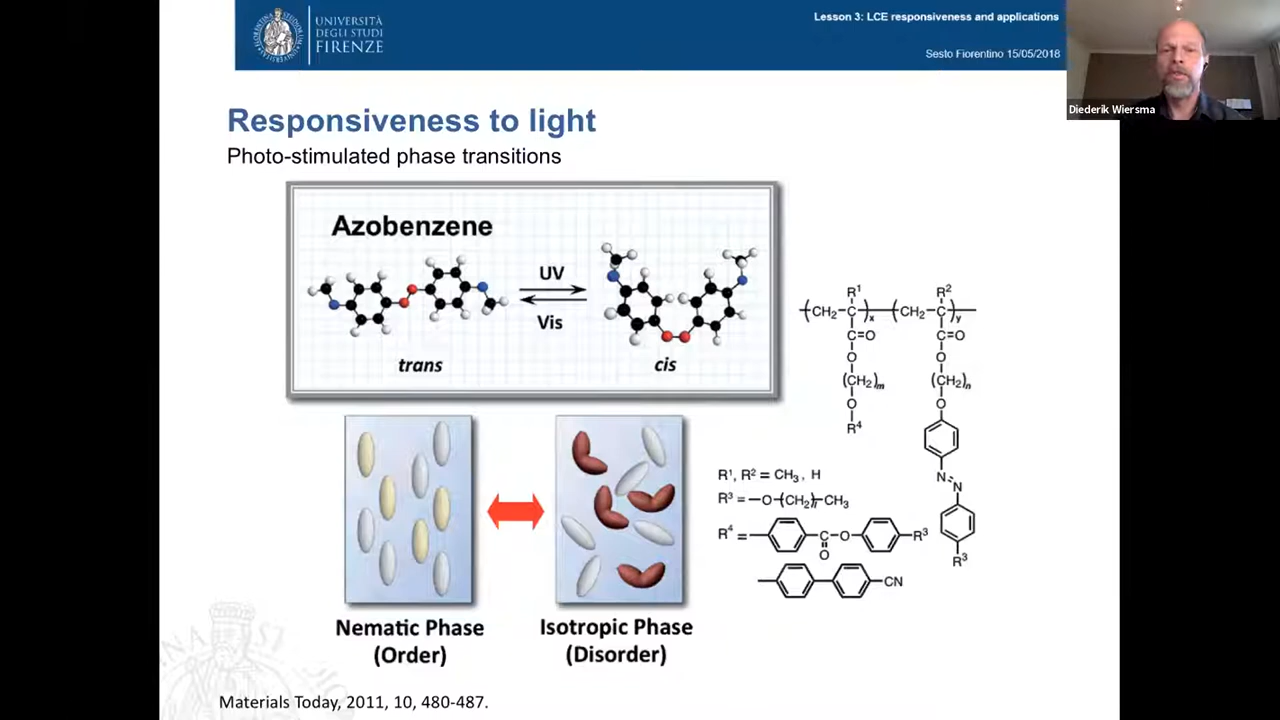 UNIVERSITÀ
DEGLI STUDI
FIRENZE
Lesson 3: LCE responsiveness and applications
Sesto Fiorentino 15/05/2018
Diederik Wiersma
Responsiveness to light
Photo-stimulated phase transitions
Azobenzene
UV
Vis
trans
cis
R¹ R²
(CH₂–C)x (CH₂–C)y
C=O C=O
O O
(CH₂)m (CH₂)n
O O
R⁴
N
N
R³
R¹, R² = CH₃, H
R³ = –O–(CH₂)l–CH₃
R⁴ = C–O R³
O
CN
Nematic Phase
(Order)
Isotropic Phase
(Disorder)
Materials Today, 2011, 10, 480-487.